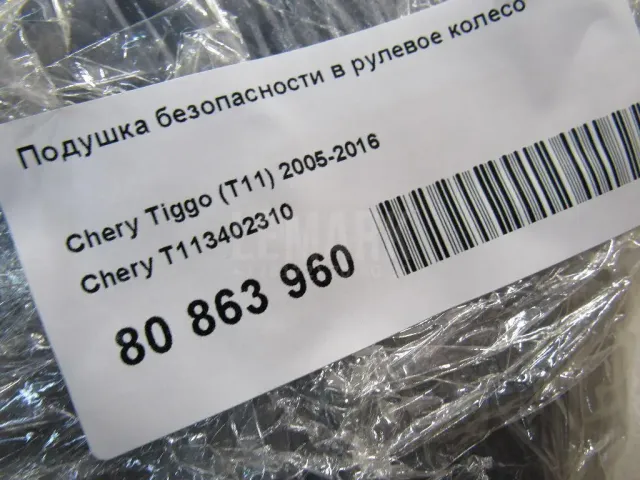 Подушка безопасности в рулевое колесо
Chery Tiggo (T11) 2005-2016
Chery T113402310
80 863 960